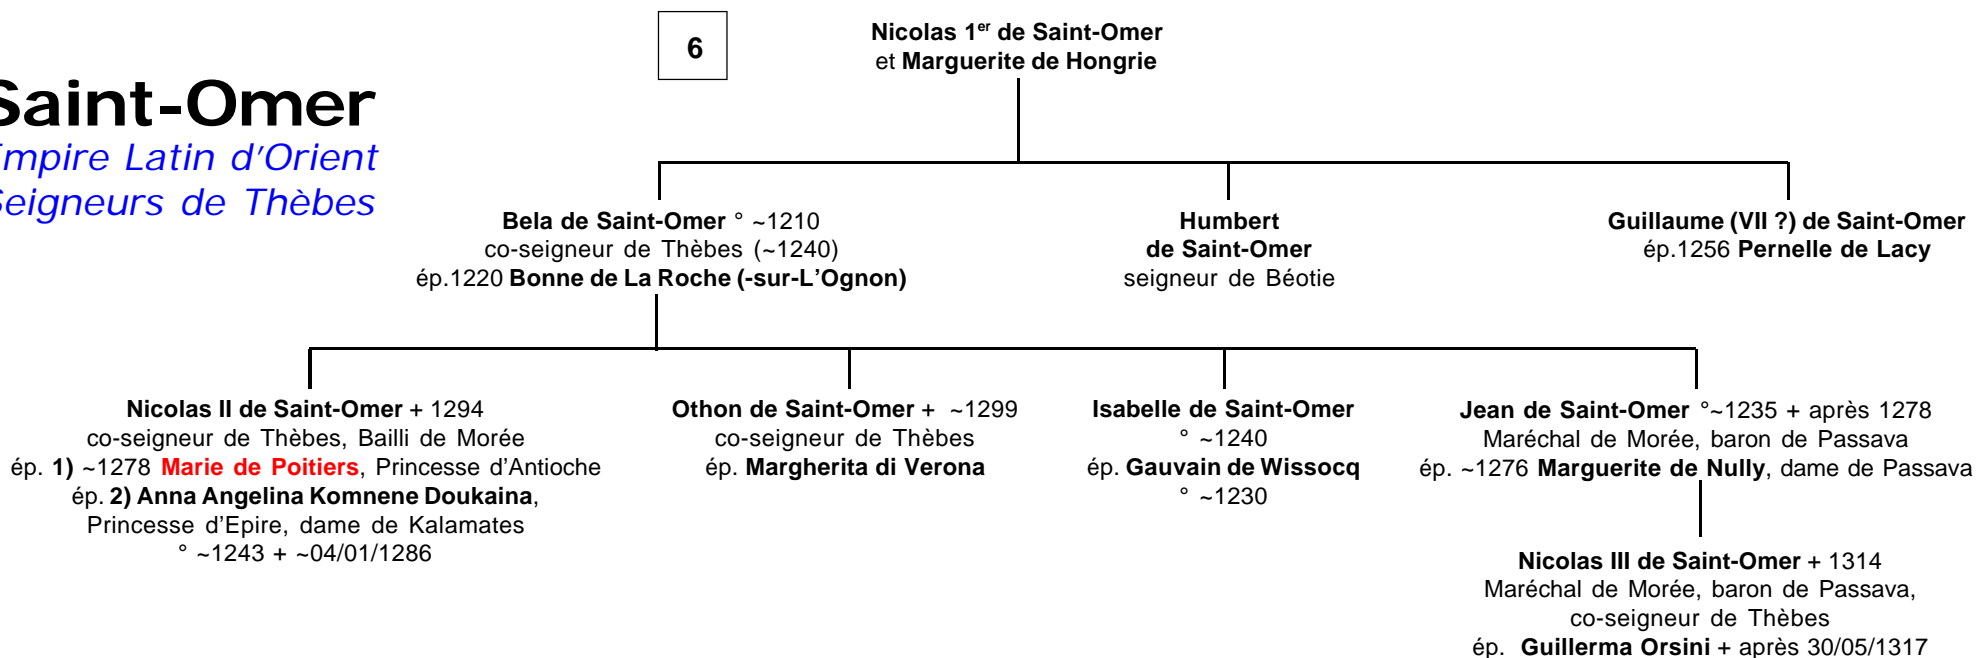 6
Nicolas 1er de Saint-Omer
et Marguerite de Hongrie
Saint-Omer
Empire Latin d'Orient
Seigneurs de Thèbes
Bela de Saint-Omer ° ~1210
co-seigneur de Thèbes (~1240)
ép.1220 Bonne de La Roche (-sur-L'Ognon)
Humbert
de Saint-Omer
seigneur de Béotie
Guillaume (VII ?) de Saint-Omer
ép.1256 Pernelle de Lacy
Nicolas II de Saint-Omer + 1294
co-seigneur de Thèbes, Bailli de Morée
ép. 1) ~1278 Marie de Poitiers, Princesse d'Antioche
ép. 2) Anna Angelina Komnene Doukaina,
Princesse d'Epire, dame de Kalamates
° ~1243 + ~04/01/1286
Othon de Saint-Omer + ~1299
co-seigneur de Thèbes
ép. Margherita di Verona
Isabelle de Saint-Omer
° ~1240
ép. Gauvain de Wissocq
° ~1230
Jean de Saint-Omer °~1235 + après 1278
Maréchal de Morée, baron de Passava
ép. ~1276 Marguerite de Nully, dame de Passava
Nicolas III de Saint-Omer + 1314
Maréchal de Morée, baron de Passava,
co-seigneur de Thèbes
ép. Guillerma Orsini + après 30/05/1317